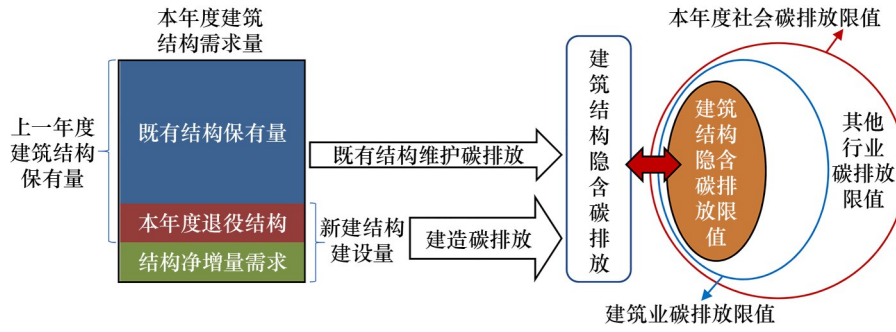 本年度建筑
结构需求量
上一年度
建筑结构
保有量
既有结构保有量
本年度退役结构
结构净增量需求
新建结构
建设量
既有结构维护碳排放
建造碳排放
建筑结构隐含碳排放
本年度社会碳排放限值
建筑
结构
隐含
碳排
放限
值
其他
行业
碳排放
限值
建筑业碳排放限值